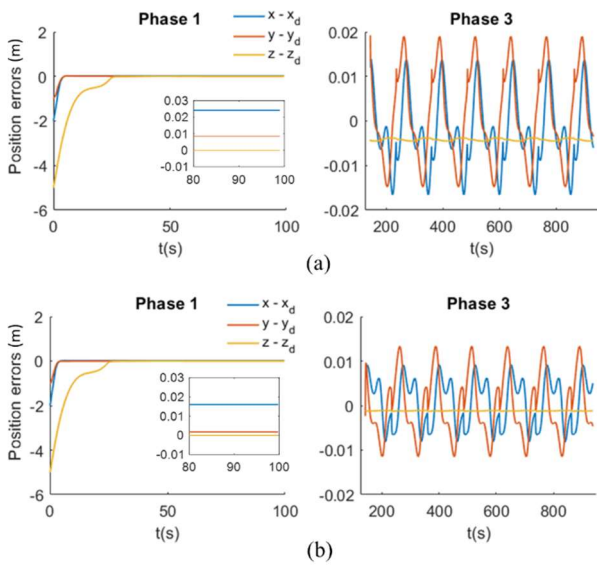 Phase 1
x - x_d
y - y_d
z - z_d
Position errors (m)
2
0
-2
-4
-6
0.03
0.02
0.01
0
-0.01
80 90 100
0 50 100
t(s)
Phase 3
0.02
0.01
0
-0.01
-0.02
200 400 600 800
t(s)
(a)
Phase 1
x - x_d
y - y_d
z - z_d
Position errors (m)
2
0
-2
-4
-6
0.03
0.02
0.01
0
-0.01
80 90 100
0 50 100
t(s)
Phase 3
0.02
0.01
0
-0.01
0.02
200 400 600 800
t(s)
(b)